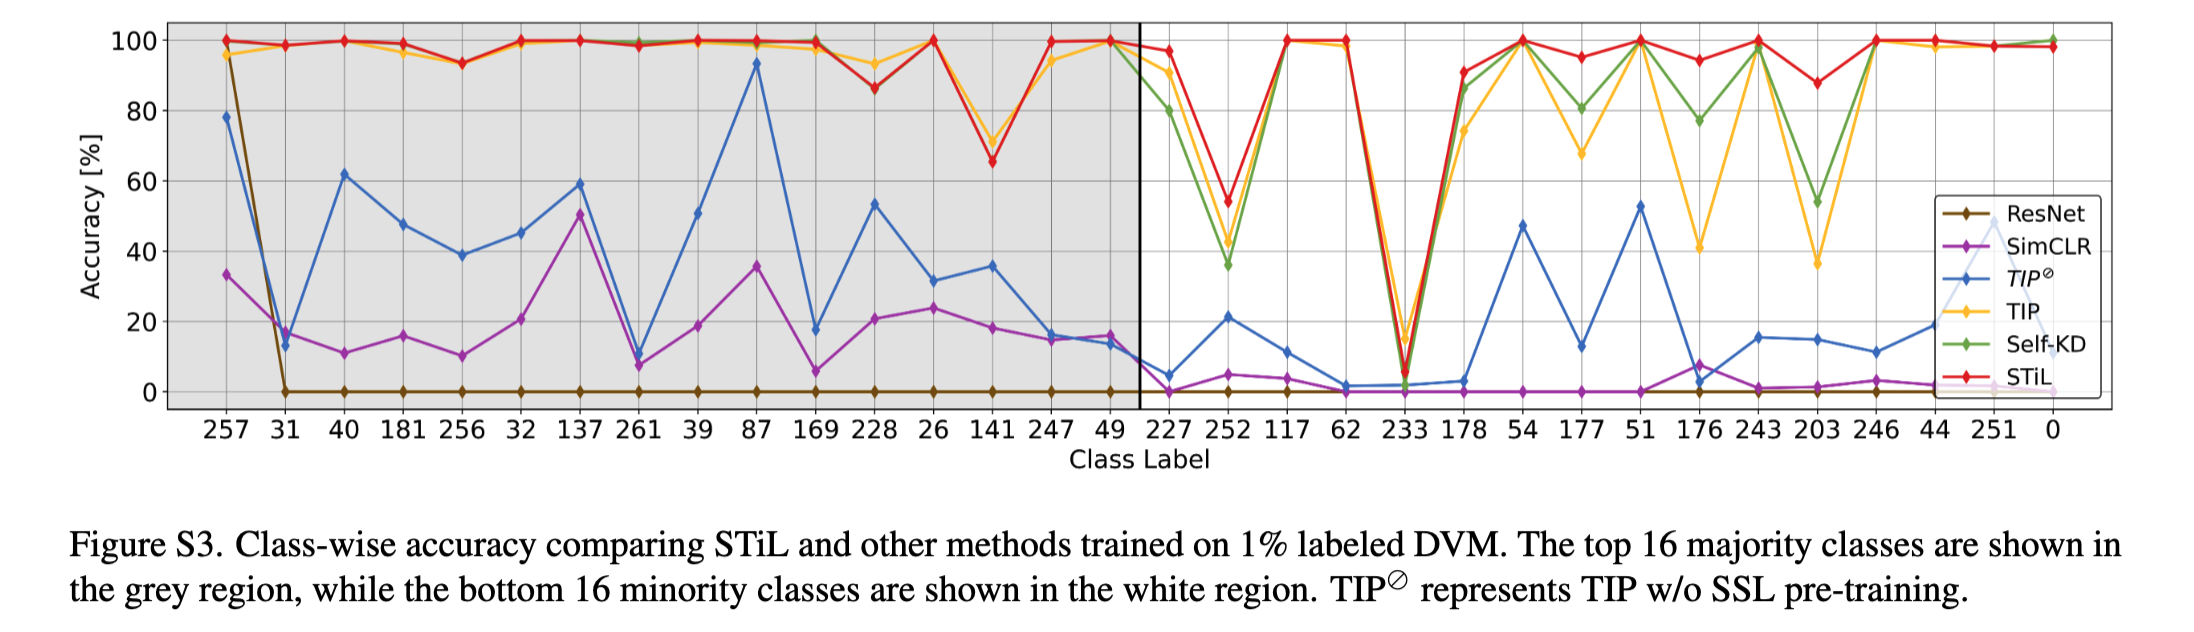 100
80
60
40
20
0
Accuracy [%]
257 31 40 181 256 32 137 261 39 87 169 228 26 141 247 49 227 252 117 62 233 178 54 177 51 176 243 203 246 44 251 0
Class Label
ResNet
SimCLR
TIP⊘
TIP
Self-KD
STiL
Figure S3. Class-wise accuracy comparing STiL and other methods trained on 1% labeled DVM. The top 16 majority classes are shown in
the grey region, while the bottom 16 minority classes are shown in the white region. TIP⊘ represents TIP w/o SSL pre-training.